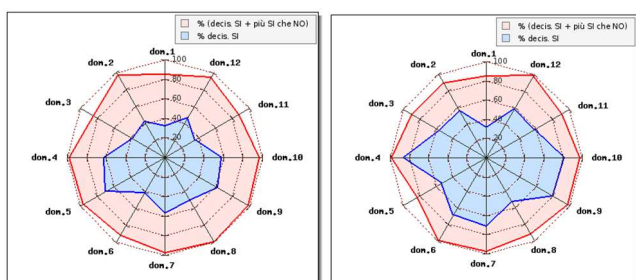 % (decis. SI + più SI che NO)
% decis. SI
dom.1
dom.2
dom.12
dom.3
dom.11
dom.4
dom.10
dom.5
dom.9
dom.6
dom.8
dom.7
100
80
60
40
20
% (decis. SI + più SI che NO)
% decis. SI
dom.1
dom.2
dom.12
dom.3
dom.11
dom.4
dom.10
dom.5
dom.9
dom.6
dom.8
dom.7
100
80
60
40
20